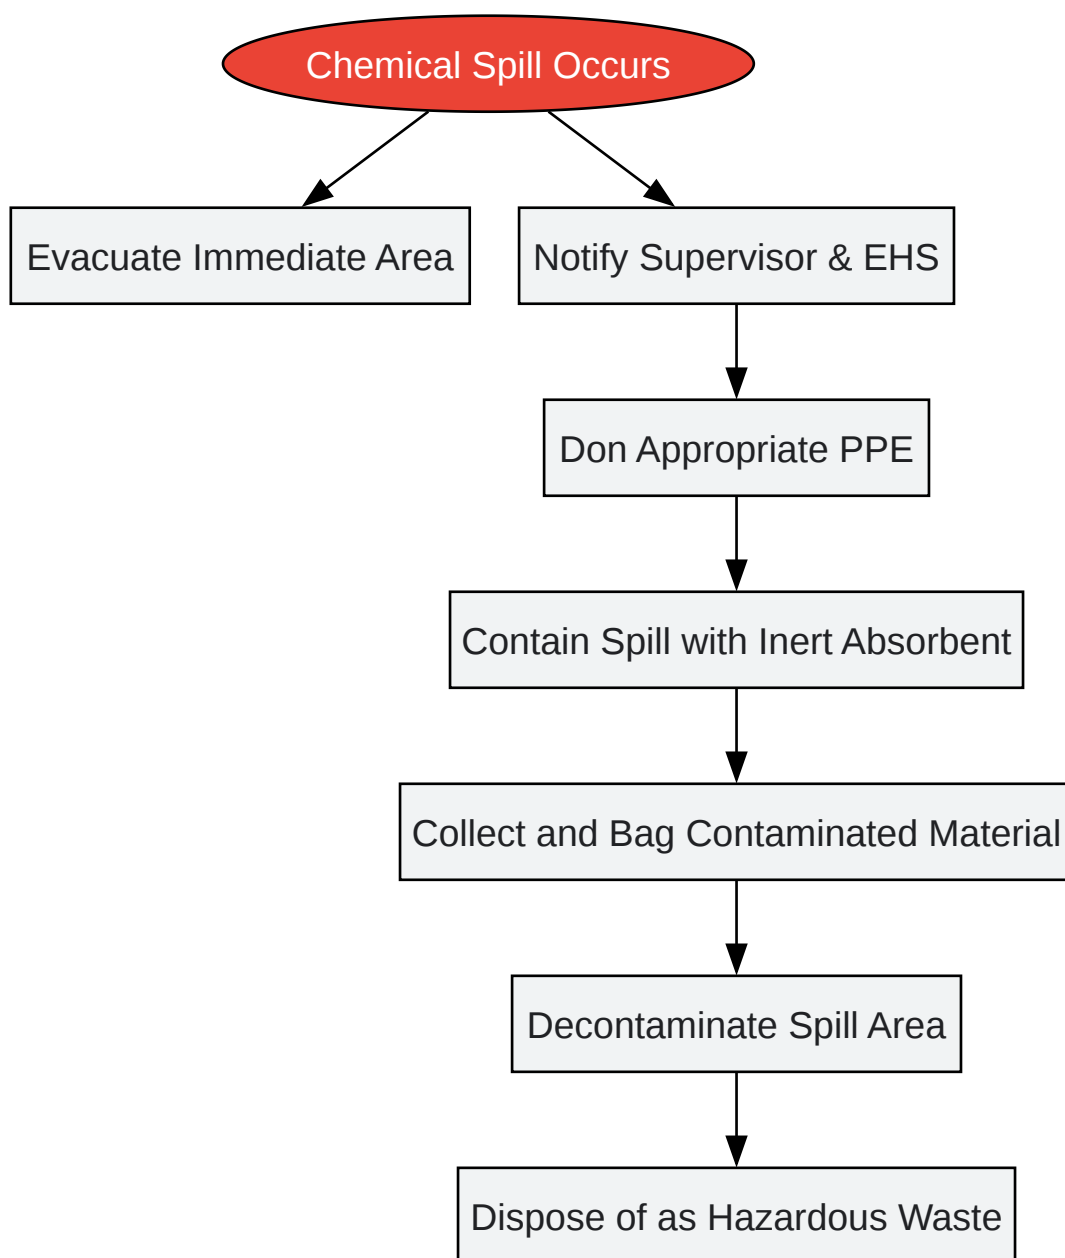 Chemical Spill Occurs
Evacuate Immediate Area
Notify Supervisor & EHS
Don Appropriate PPE
Contain Spill with Inert Absorbent
Collect and Bag Contaminated Material
Decontaminate Spill Area
Dispose of as Hazardous Waste